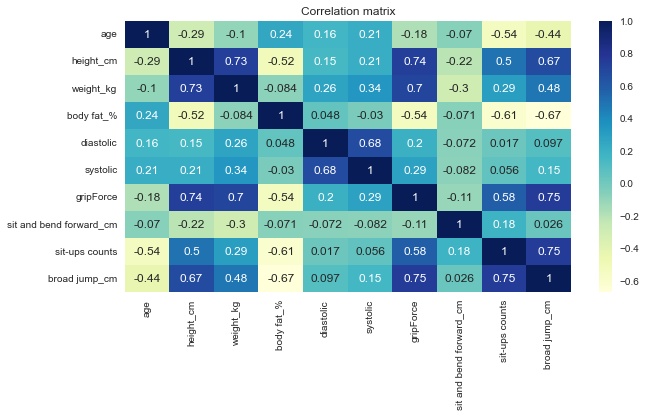 Correlation matrix
age 1 -0.29 -0.1 0.24 0.16 0.21 -0.18 -0.07 -0.54 -0.44
height_cm -0.29 1 0.73 -0.52 0.15 0.21 0.74 -0.22 0.5 0.67
weight_kg -0.1 0.73 1 -0.084 0.26 0.34 0.7 -0.3 0.29 0.48
body fat_% 0.24 -0.52 -0.084 1 0.048 -0.03 -0.54 -0.071 -0.61 -0.67
diastolic 0.16 0.15 0.26 0.048 1 0.68 0.2 -0.072 0.017 0.097
systolic 0.21 0.21 0.34 -0.03 0.68 1 0.29 -0.082 0.056 0.15
gripForce -0.18 0.74 0.7 -0.54 0.2 0.29 1 -0.11 0.58 0.75
sit and bend forward_cm -0.07 -0.22 -0.3 -0.071 -0.072 -0.082 -0.11 1 0.18 0.026
sit-ups counts -0.54 0.5 0.29 -0.61 0.017 0.056 0.58 0.18 1 0.75
broad jump_cm -0.44 0.67 0.48 -0.67 0.097 0.15 0.75 0.026 0.75 1
age
height_cm
weight_kg
body fat_%
diastolic
systolic
gripForce
sit and bend forward_cm
sit-ups counts
broad jump_cm
1.0
0.8
0.6
0.4
0.2
0.0
−0.2
−0.4
−0.6